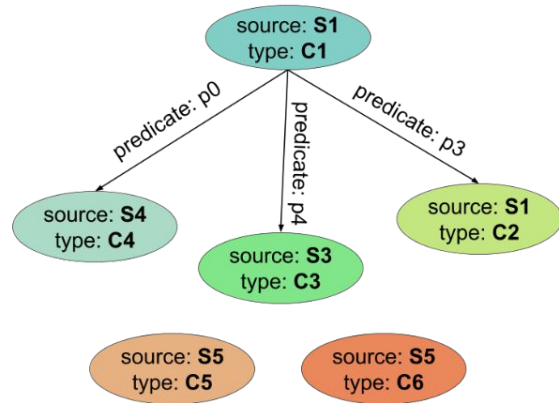 source: S1
type: C1
predicate: p0
predicate: p4
predicate: p3
source: S4
type: C4
source: S3
type: C3
source: S1
type: C2
source: S5
type: C5
source: S5
type: C6